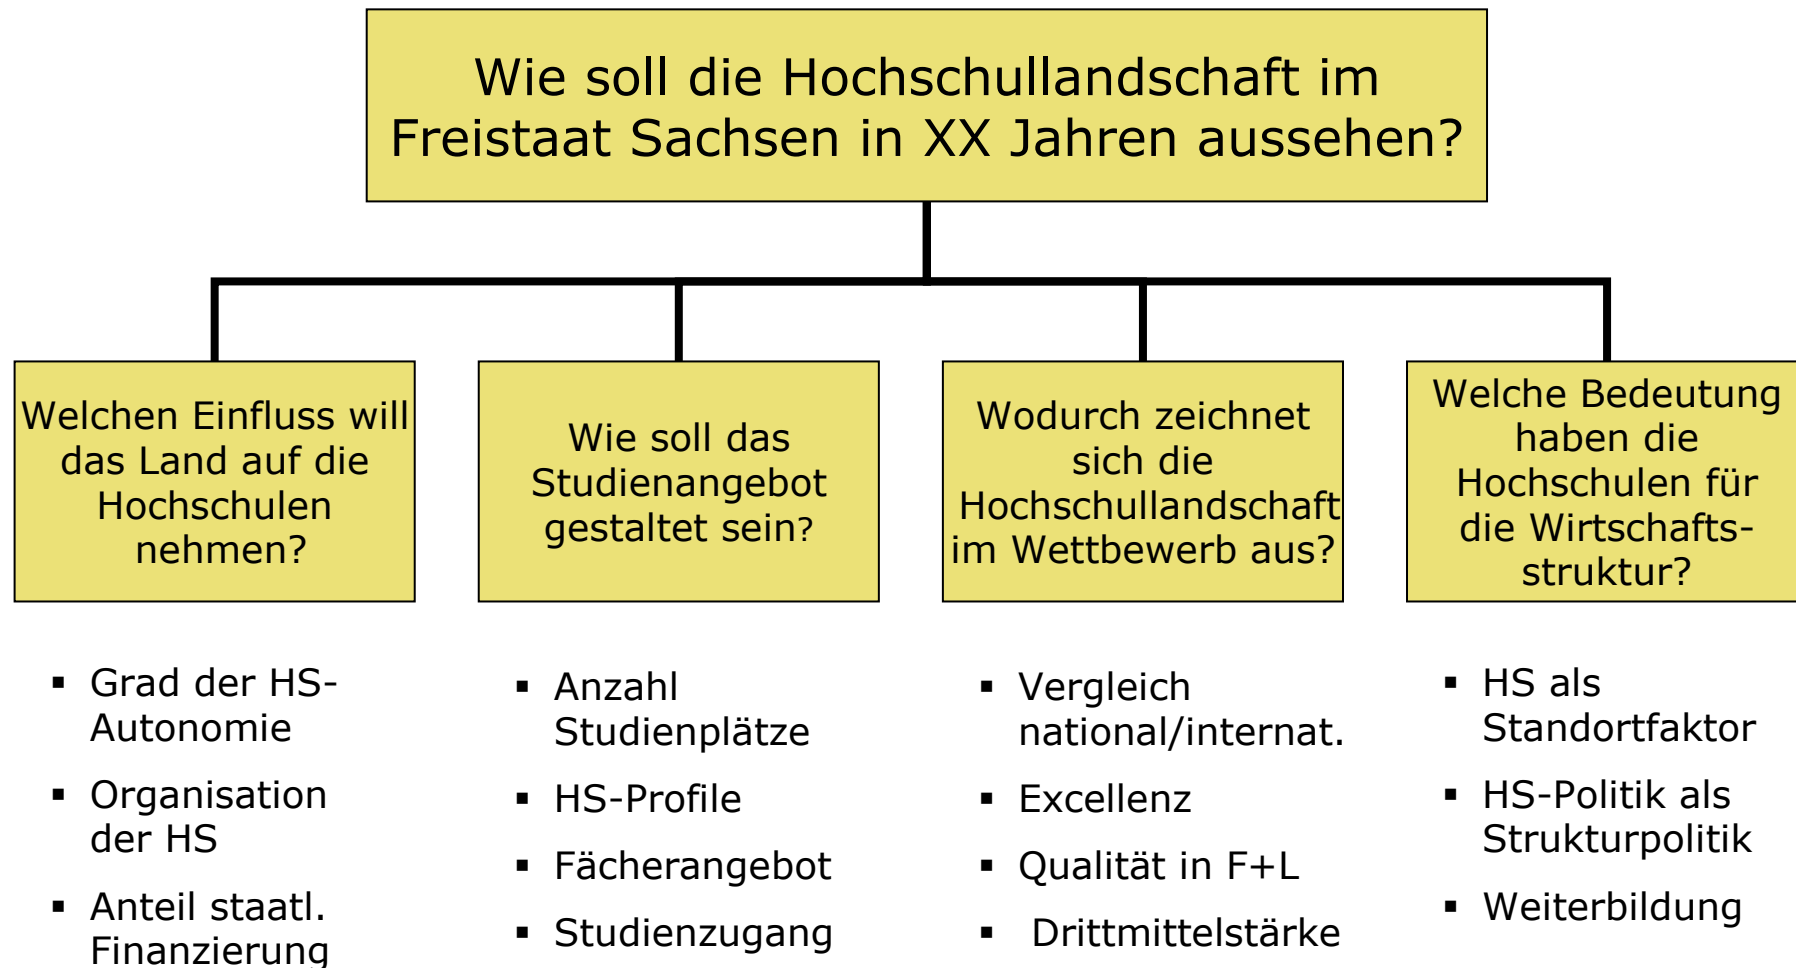 Wie soll die Hochschullandschaft im
Freistaat Sachsen in XX Jahren aussehen?
Welchen Einfluss will
das Land auf die
Hochschulen
nehmen?
Wie soll das
Studienangebot
gestaltet sein?
Wodurch zeichnet
sich die
Hochschullandschaft
im Wettbewerb aus?
Welche Bedeutung
haben die
Hochschulen für
die Wirtschafts-
struktur?
▪ Grad der HS-
Autonomie
▪ Organisation
der HS
▪ Anteil staatl.
Finanzierung
▪ Anzahl
Studienplätze
▪ HS-Profile
▪ Fächerangebot
▪ Studienzugang
▪ Vergleich
national/internat.
▪ Excellenz
▪ Qualität in F+L
▪ Drittmittelstärke
▪ HS als
Standortfaktor
▪ HS-Politik als
Strukturpolitik
▪ Weiterbildung